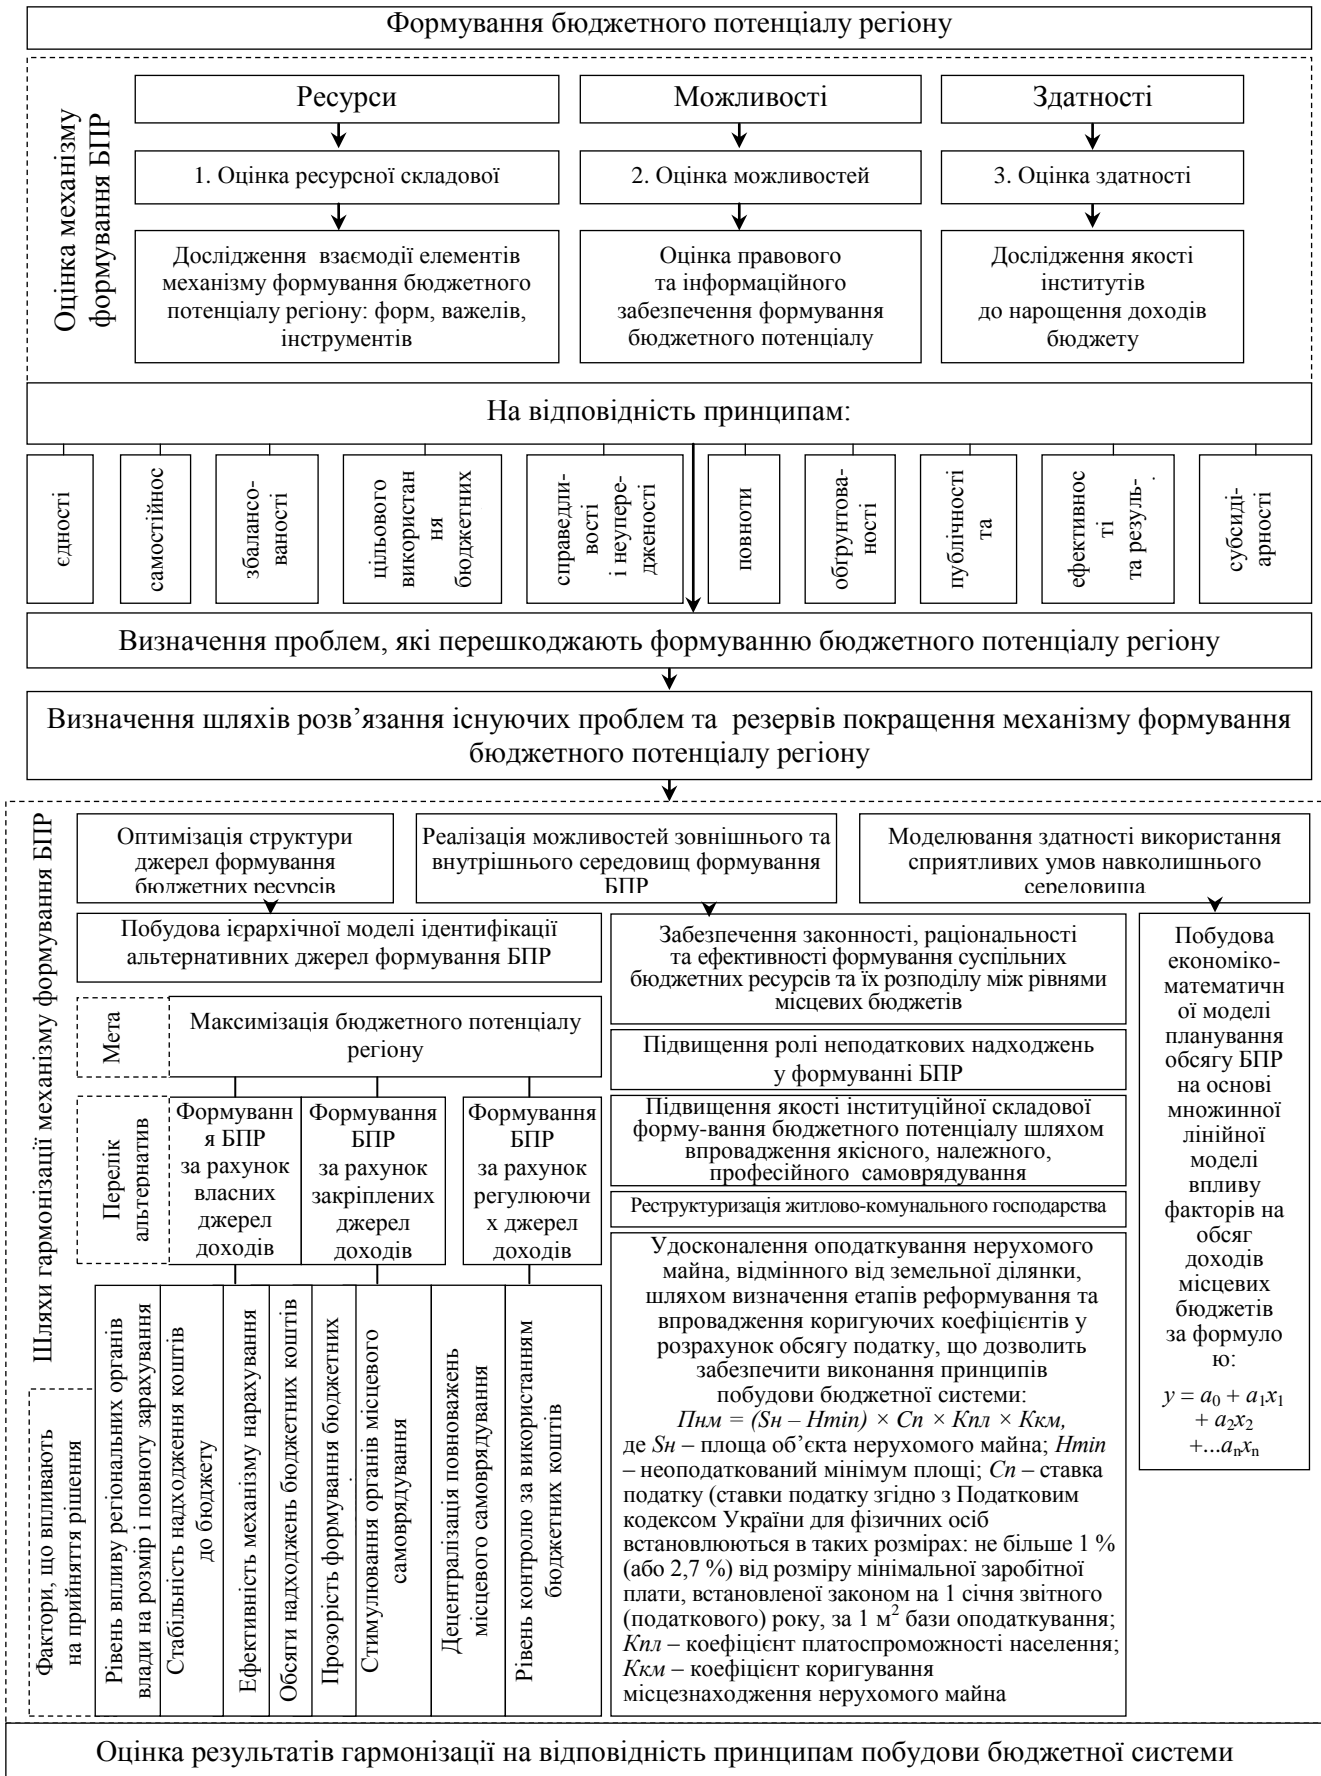 Формування бюджетного потенціалу регіону
Оцінка механізму
формування БПР
Ресурси
Можливості
Здатності
1. Оцінка ресурсної складової
2. Оцінка можливостей
3. Оцінка здатності
Дослідження взаємодії елементів
механізму формування бюджетного
потенціалу регіону: форм, важелів,
інструментів
Оцінка правового
та інформаційного
забезпечення формування
бюджетного потенціалу
Дослідження якості
інститутів
до нарощення доходів
бюджету
На відповідність принципам:
єдності
самостійнос
збалансо-
ваності
цільового
використан
ня
бюджетних
справедли-
вості
і неупере-
дженості
повноти
обґрунтова-
ності
публічності
та
ефективнос
ті
та резуль-
субсиді-
арності
Визначення проблем, які перешкоджають формуванню бюджетного потенціалу регіону
Визначення шляхів розв’язання існуючих проблем та резервів покращення механізму формування
бюджетного потенціалу регіону
Шляхи гармонізації механізму формування БПР
Оптимізація структури
джерел формування
бюджетних ресурсів
Реалізація можливостей зовнішнього та
внутрішнього середовищ формування
БПР
Моделювання здатності використання
сприятливих умов навколишнього
середовища
Побудова ієрархічної моделі ідентифікації
альтернативних джерел формування БПР
Мета
Максимізація бюджетного потенціалу
регіону
Перелік
альтернатив
Формуванн
я БПР
за рахунок
власних
джерел
доходів
Формування
БПР
за рахунок
закріплених
джерел
доходів
Формування
БПР
за рахунок
регулюючи
х джерел
доходів
Фактори, що впливають
на прийняття рішення
Рівень впливу регіональних органів
влади на розмір і повноту зарахування
Стабільність надходження коштів
до бюджету
Ефективність механізму нарахування
Обсяги надходжень бюджетних коштів
Прозорість формування бюджетних
Стимулювання органів місцевого
самоврядування
Децентралізація повноважень
місцевого самоврядування
Рівень контролю за використанням
бюджетних коштів
Забезпечення законності, раціональності
та ефективності формування суспільних
бюджетних ресурсів та їх розподілу між рівнями
місцевих бюджетів
Підвищення ролі неподаткових надходжень
у формуванні БПР
Підвищення якості інституційної складової
форму-вання бюджетного потенціалу шляхом
впровадження якісного, належного,
професійного самоврядування
Реструктуризація житлово-комунального господарства
Удосконалення оподаткування нерухомого
майна, відмінного від земельної ділянки,
шляхом визначення етапів реформування та
впровадження коригуючих коефіцієнтів у
розрахунок обсягу податку, що дозволить
забезпечити виконання принципів
побудови бюджетної системи:
Пнм = (Sн – Нmin) × Сп × Кпл × Ккм,
де Sн – площа об’єкта нерухомого майна; Нmin
– неоподаткований мінімум площі; Сп – ставка
податку (ставки податку згідно з Податковим
кодексом України для фізичних осіб
встановлюються в таких розмірах: не більше 1 %
(або 2,7 %) від розміру мінімальної заробітної
плати, встановленої законом на 1 січня звітного
(податкового) року, за 1 м² бази оподаткування;
Кпл – коефіцієнт платоспроможності населення;
Ккм – коефіцієнт коригування
місцезнаходження нерухомого майна
Побудова
економіко-
математичн
ої моделі
планування
обсягу БПР
на основі
множинної
лінійної
моделі
впливу
факторів на
обсяг
доходів
місцевих
бюджетів
за формуло
ю:
y = a₀ + a₁x₁
+ a₂x₂
+...aₙxₙ
Оцінка результатів гармонізації на відповідність принципам побудови бюджетної системи